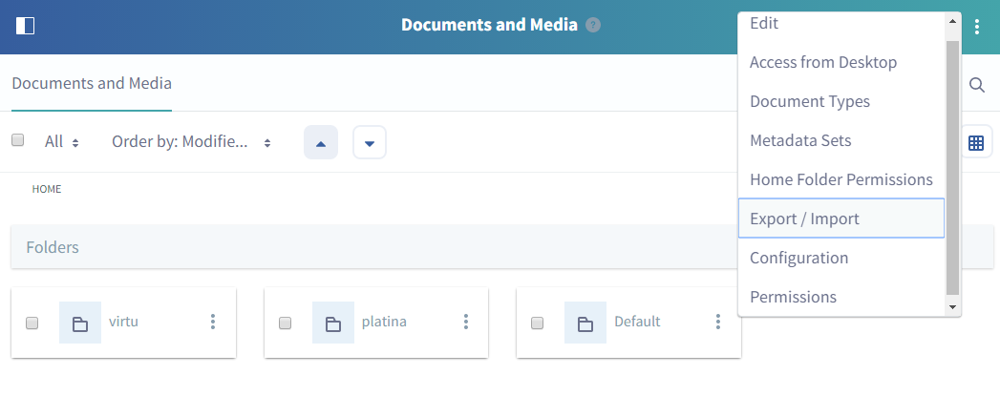 Documents and Media ?
Edit
Access from Desktop
Document Types
Metadata Sets
Home Folder Permissions
Export / Import
Configuration
Permissions
Documents and Media
All
Order by: Modifie...
HOME
Folders
virtu
platina
Default